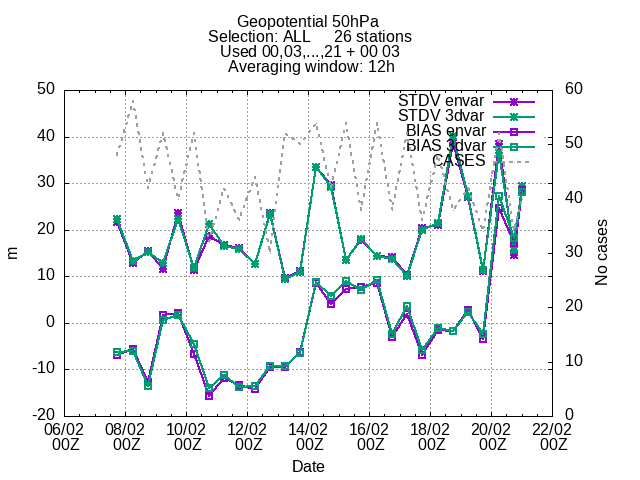 Geopotential 50hPa
Selection: ALL     26 stations
Used 00,03,...,21 + 00 03
Averaging window: 12h
STDV envar
STDV 3dvar
BIAS envar
BIAS 3dvar
CASES
50
40
30
20
10
0
-10
-20
m
60
50
40
30
20
10
0
No cases
06/02 08/02 10/02 12/02 14/02 16/02 18/02 20/02 22/02
00Z 00Z 00Z 00Z 00Z 00Z 00Z 00Z 00Z
Date